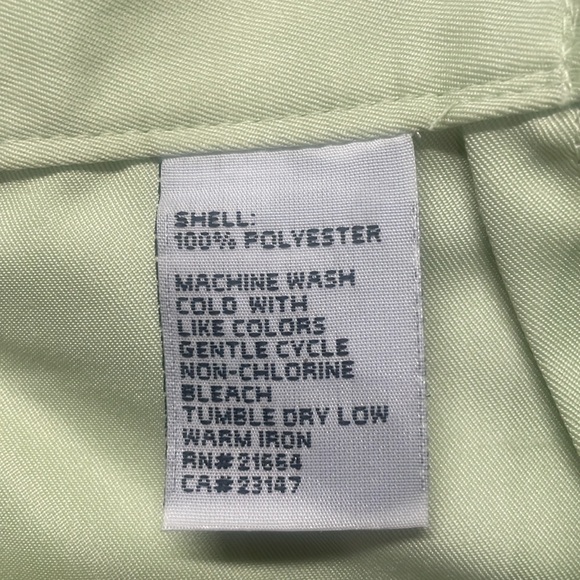 SHELL:
100% POLYESTER
MACHINE WASH
COLD WITH
LIKE COLORS
GENTLE CYCLE
NON-CHLORINE
BLEACH
TUMBLE DRY LOW
WARM IRON
RN# 21664
CA# 23147